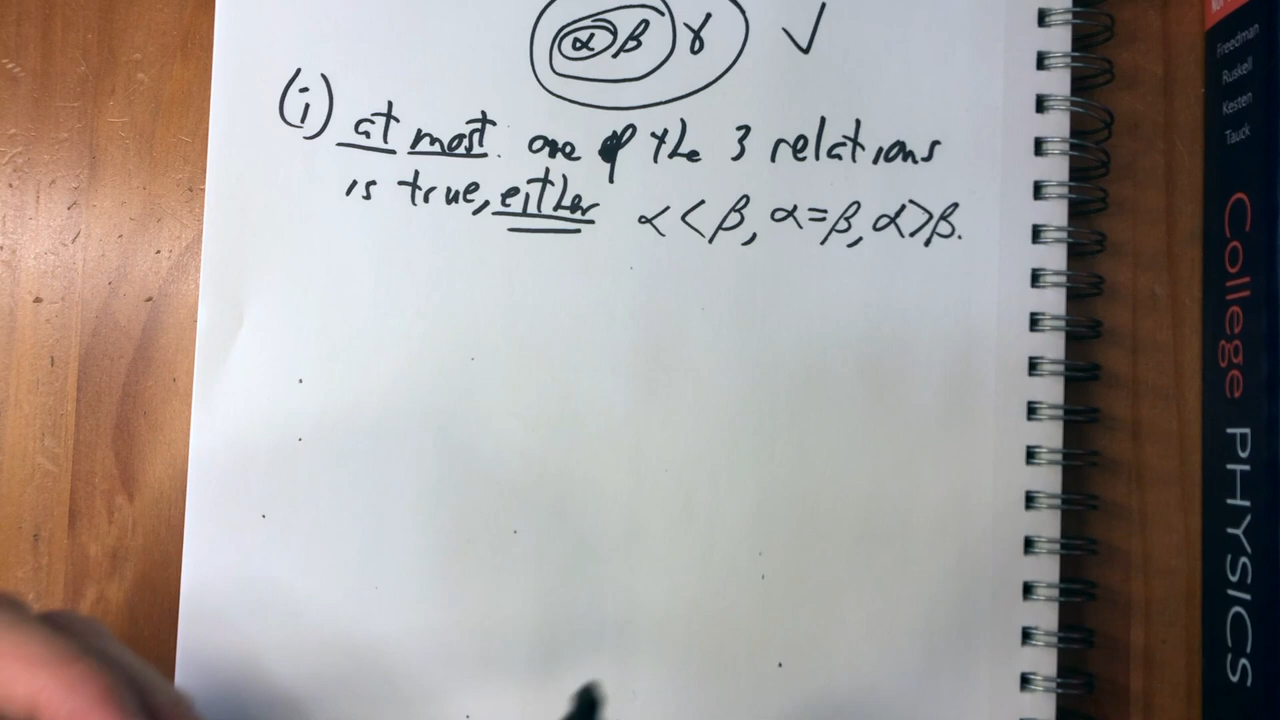 α β γ ✓
(i) at most one of the 3 relations
is true, either α<β, α=β, α>β.
Freedman
Ruskell
Kesten
Tauck
College PHYSICS